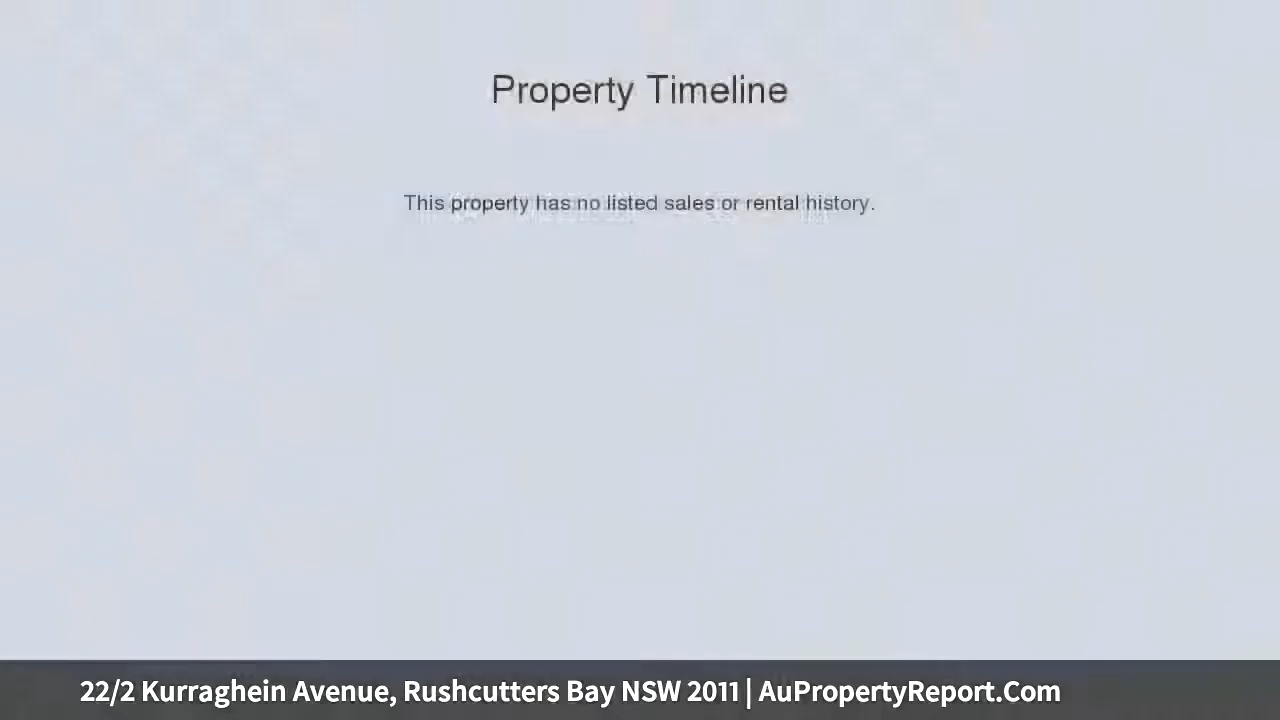 Property Timeline
This property has no listed sales or rental history.
22/2 Kurraghein Avenue, Rushcutters Bay NSW 2011 | AuPropertyReport.Com